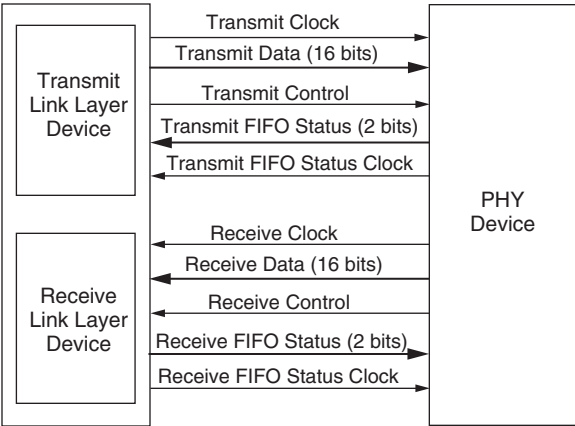 Transmit
Link Layer
Device
Transmit Clock
Transmit Data (16 bits)
Transmit Control
Transmit FIFO Status (2 bits)
Transmit FIFO Status Clock
PHY
Device
Receive
Link Layer
Device
Receive Clock
Receive Data (16 bits)
Receive Control
Receive FIFO Status (2 bits)
Receive FIFO Status Clock